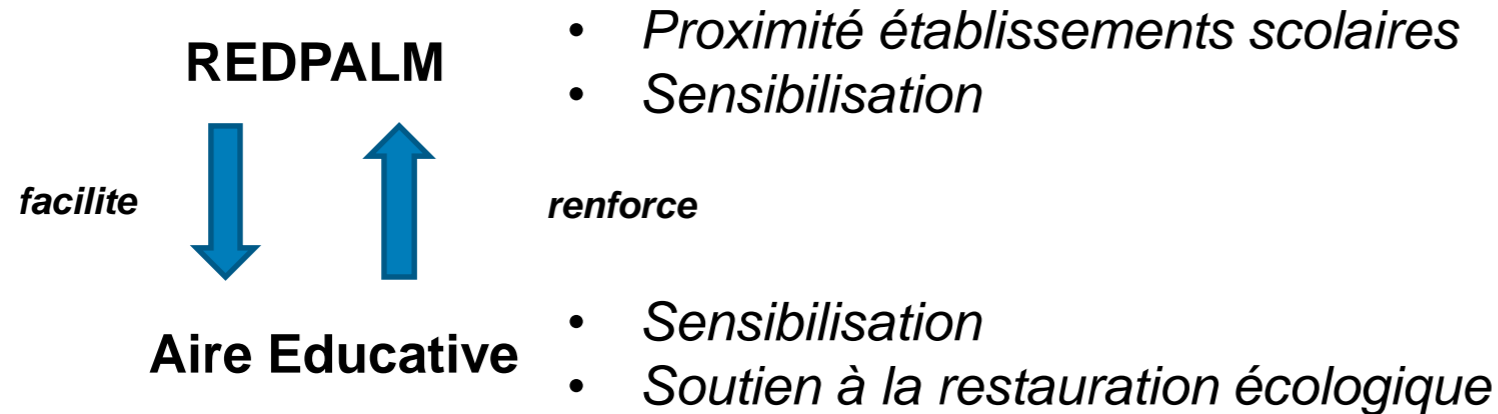 REDPALM
• Proximité établissements scolaires
• Sensibilisation
facilite
renforce
Aire Educative
• Sensibilisation
• Soutien à la restauration écologique